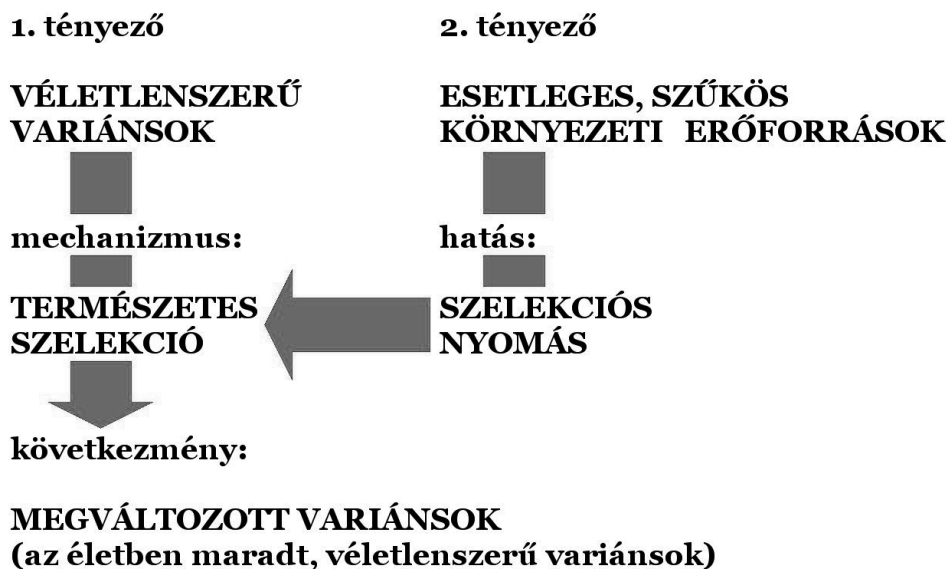 1. tényező
2. tényező
VÉLETLENSZERŰ
VARIÁNSOK
ESETLEGES, SZŰKÖS
KÖRNYEZETI ERŐFORRÁSOK
mechanizmus:
hatás:
TERMÉSZETES
SZELEKCIÓ
SZELEKCIÓS
NYOMÁS
következmény:
MEGVÁLTOZOTT VARIÁNSOK
(az életben maradt, véletlenszerű variánsok)